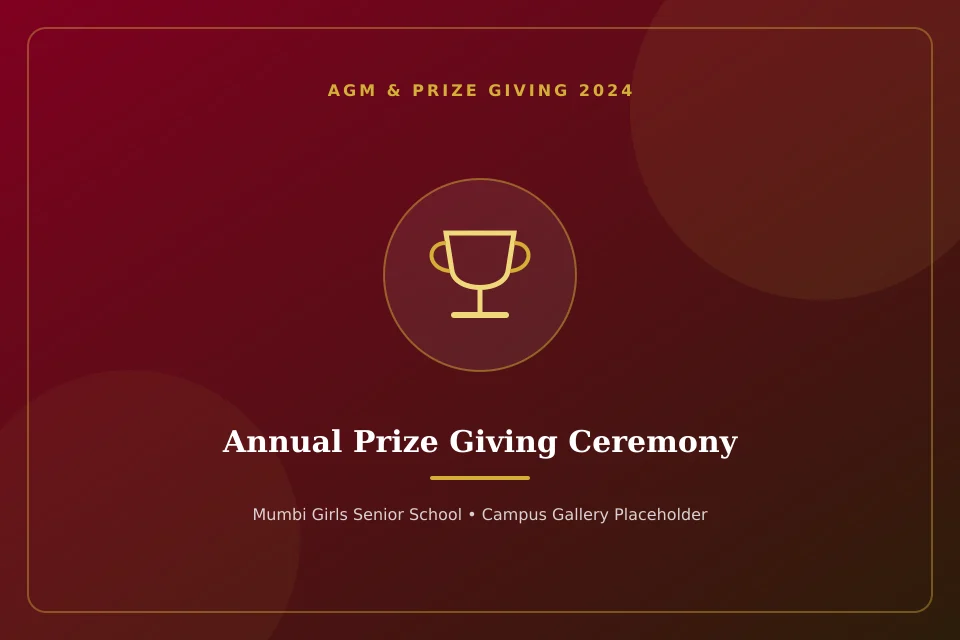 AGM & PRIZE GIVING 2024
Annual Prize Giving Ceremony
Mumbi Girls Senior School • Campus Gallery Placeholder